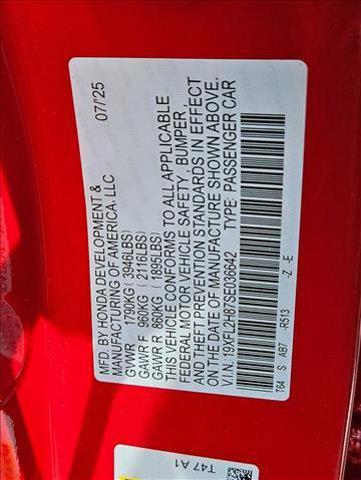 MFD. BY HONDA DEVELOPMENT & 07/25
MANUFACTURING OF AMERICA, LLC
GVWR 1790KG (3946LBS)
GAWR F 960KG (2116LBS)
GAWR R 860KG (1895LBS)
THIS VEHICLE CONFORMS TO ALL APPLICABLE
FEDERAL MOTOR VEHICLE SAFETY, BUMPER,
AND THEFT PREVENTION STANDARDS IN EFFECT
ON THE DATE OF MANUFACTURE SHOWN ABOVE.
V.I.N: 19XFL2H87SE036642 TYPE: PASSENGER CAR
T64 S AB7 -R513 -Z -E
T47 A1